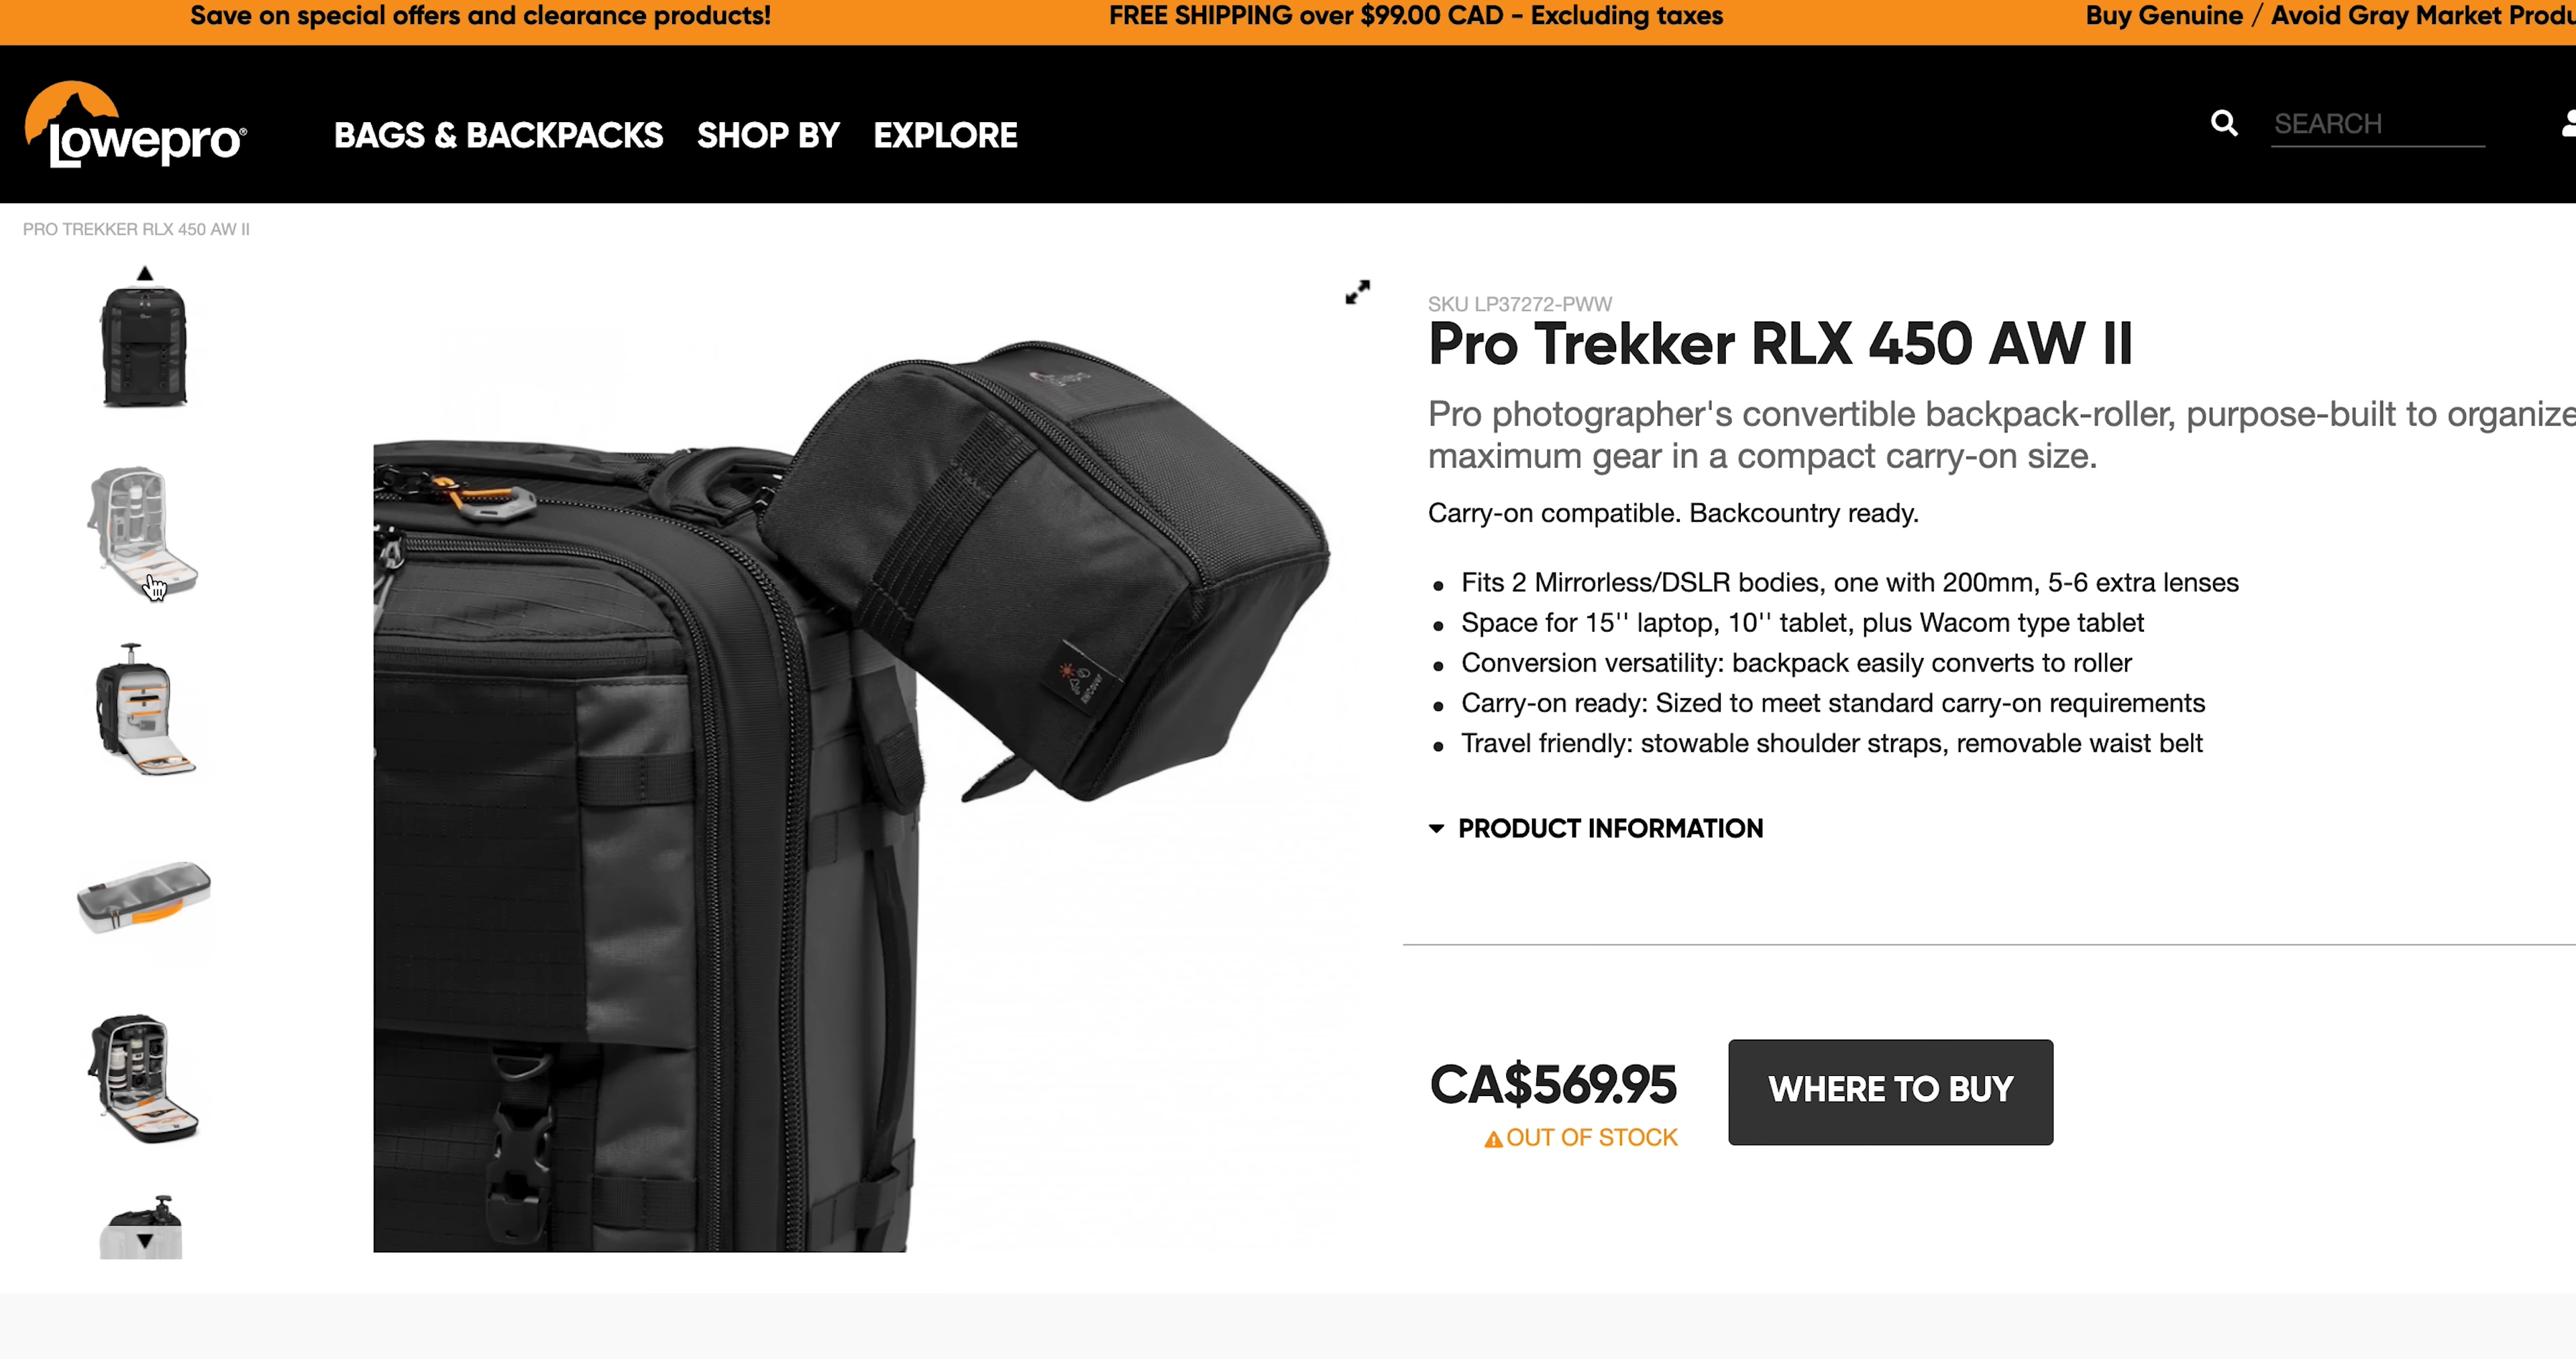 Save on special offers and clearance products!
FREE SHIPPING over $99.00 CAD - Excluding taxes
Buy Genuine / Avoid Gray Market
Lowepro®
BAGS & BACKPACKS SHOP BY EXPLORE
SEARCH
PRO TREKKER RLX 450 AW II
SKU LP37272-PWW
Pro Trekker RLX 450 AW II
Pro photographer's convertible backpack-roller, purpose-built to organize
maximum gear in a compact carry-on size.
Carry-on compatible. Backcountry ready.
• Fits 2 Mirrorless/DSLR bodies, one with 200mm, 5-6 extra lenses
• Space for 15'' laptop, 10'' tablet, plus Wacom type tablet
• Conversion versatility: backpack easily converts to roller
• Carry-on ready: Sized to meet standard carry-on requirements
• Travel friendly: stowable shoulder straps, removable waist belt
PRODUCT INFORMATION
CA$569.95
OUT OF STOCK
WHERE TO BUY